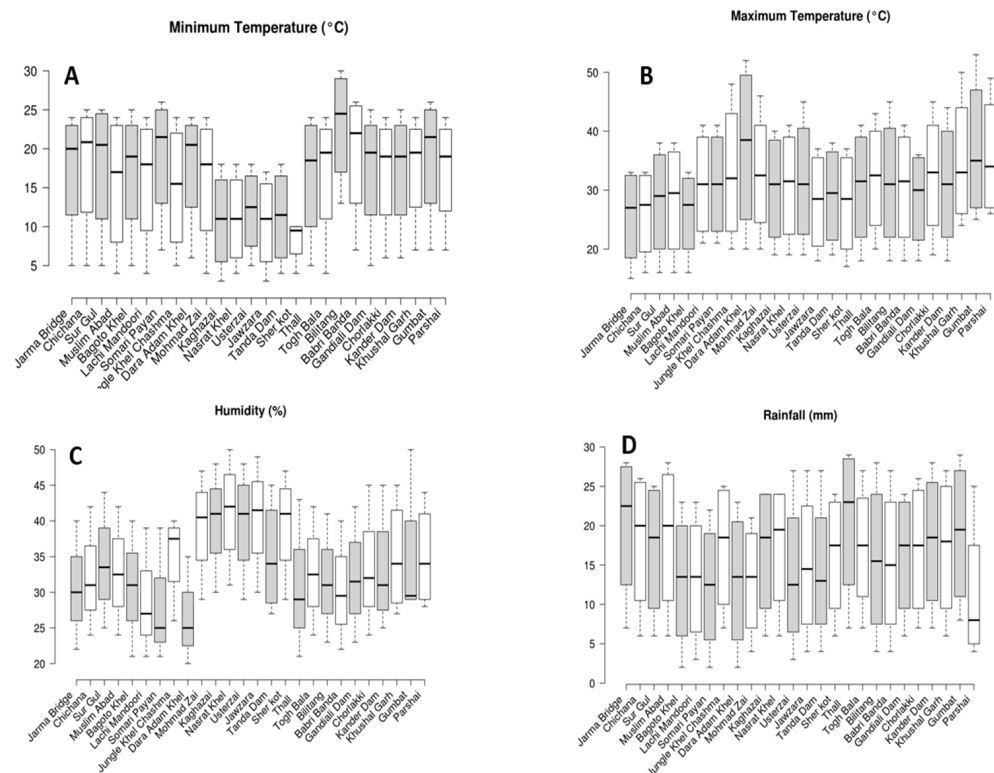 Minimum Temperature (°C)
A
30
25
20
15
10
5
Jarma Bridge
Chichana
Sur Gul
Muslim Abad
Bagoto Khel
Lachi Mandoori
Somari Payan
gle Khel Chashma
Dara Adam Khel
Mohmad Zai
Kaghazai
Nasrat Khel
Usterzai
Jawzara
Tanda Dam
Sher Kot
Thall
Togh Bala
Bilitang
Babri Banda
Gandiali Dam
Chorlakki
Kander Dam
Khushal Garh
Gumbat
Parshai
Maximum Temperature (°C)
B
50
40
30
20
Jarma Bridge
Chichana
Sur Gul
Muslim Abad
Bagoto Khel
Lachi Mandoori
Somari Payan
Jungle Khel Chashma
Dara Adam Khel
Mohmad Zai
Kaghazai
Nasrat Khel
Usterzai
Jawzara
Tanda Dam
Sher Kot
Thall
Togh Bala
Bilitang
Babri Banda
Gandiali Dam
Chorlakki
Kander Dam
Khushal Garh
Gumbat
Parshai
Humidity (%)
C
50
45
40
35
30
25
20
Jarma Bridge
Chichana
Sur Gul
Muslim Abad
Bagoto Khel
Lachi Mandoori
Somari Payan
Jungle Khel Chashma
Dara Adam Khel
Mohmad Zai
Kaghazai
Nasrat Khel
Usterzai
Jawzara
Tanda Dam
Sher Kot
Thall
Togh Bala
Bilitang
Babri Banda
Gandiali Dam
Chorlakki
Kander Dam
Khushal Garh
Gumbat
Parshai
Rainfall (mm)
D
30
25
20
15
10
5
0
Jarma Bridge
Chichana
Sur Gul
Muslim Abad
Bagoto Khel
Lachi Mandoori
Somari Payan
Jungle Khel Chashma
Dara Adam Khel
Mohmad Zai
Kaghazai
Nasrat Khel
Usterzai
Jawzara
Tanda Dam
Sher Kot
Thall
Togh Bala
Bilitang
Babri Banda
Gandiali Dam
Chorlakki
Kander Dam
Khushal Garh
Gumbat
Parshai